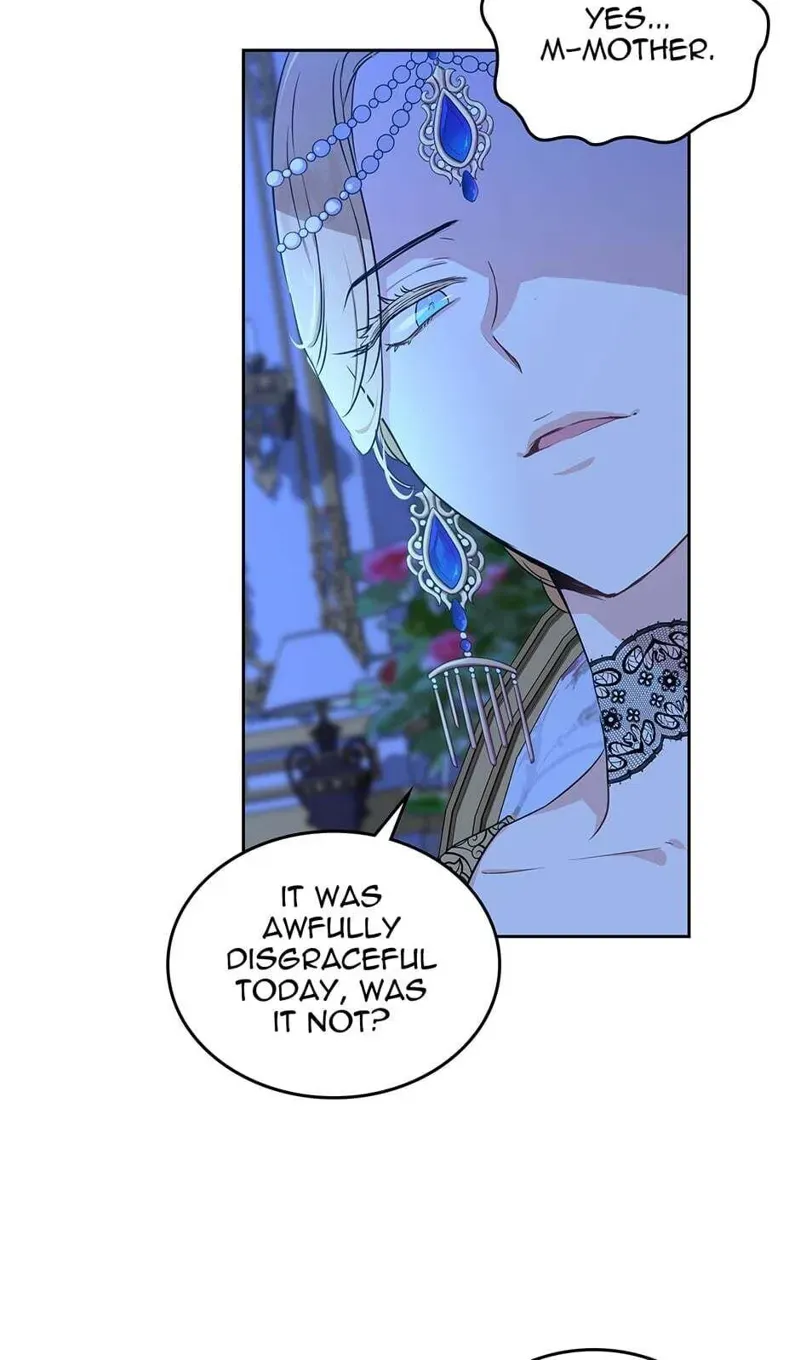 YES...
M-MOTHER.
IT WAS
AWFULLY
DISGRACEFUL
TODAY, WAS
IT NOT?